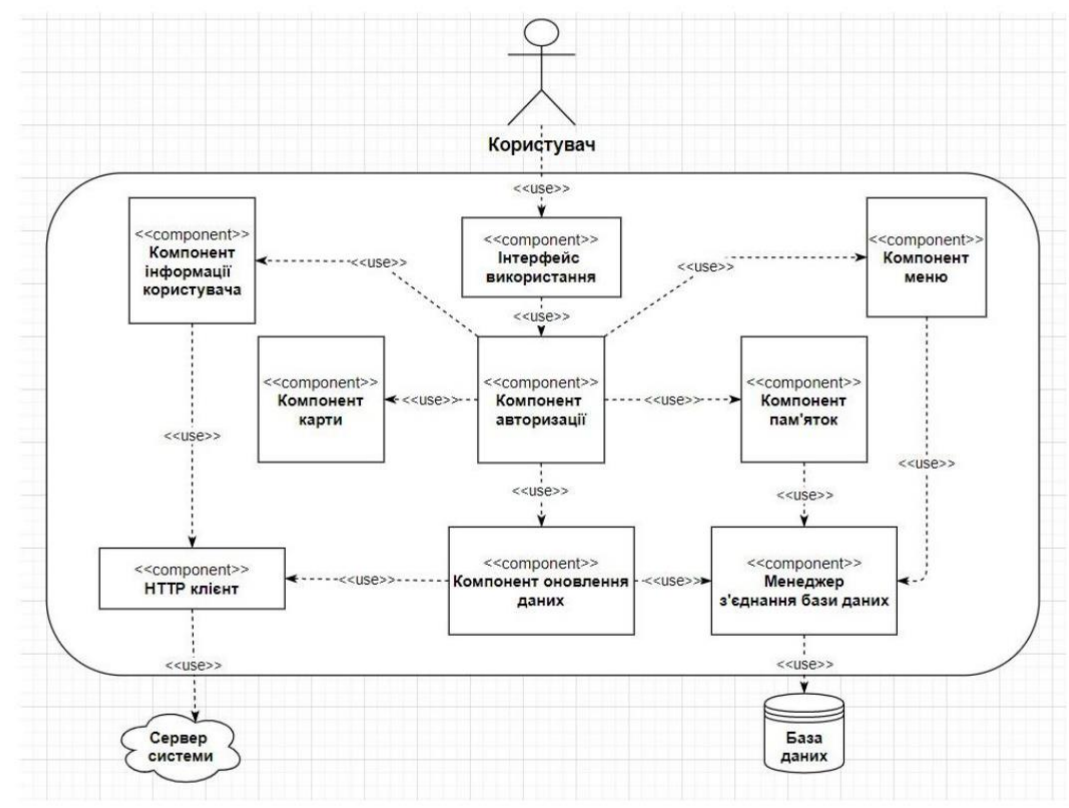 Користувач
<<use>>
<<component>>
Компонент
інформації
користувача
<<component>>
Інтерфейс
використання
<<component>>
Компонент
меню
<<use>>
<<use>>
<<use>>
<<component>>
Компонент
карти
<<use>>
<<component>>
Компонент
авторизації
<<use>>
<<component>>
Компонент
пам'яток
<<use>>
<<use>>
<<use>>
<<use>>
<<component>>
HTTP клієнт
<<use>>
<<component>>
Компонент оновлення
даних
<<use>>
<<component>>
Менеджер
з'єднання бази даних
<<use>>
<<use>>
Сервер
системи
База
даних